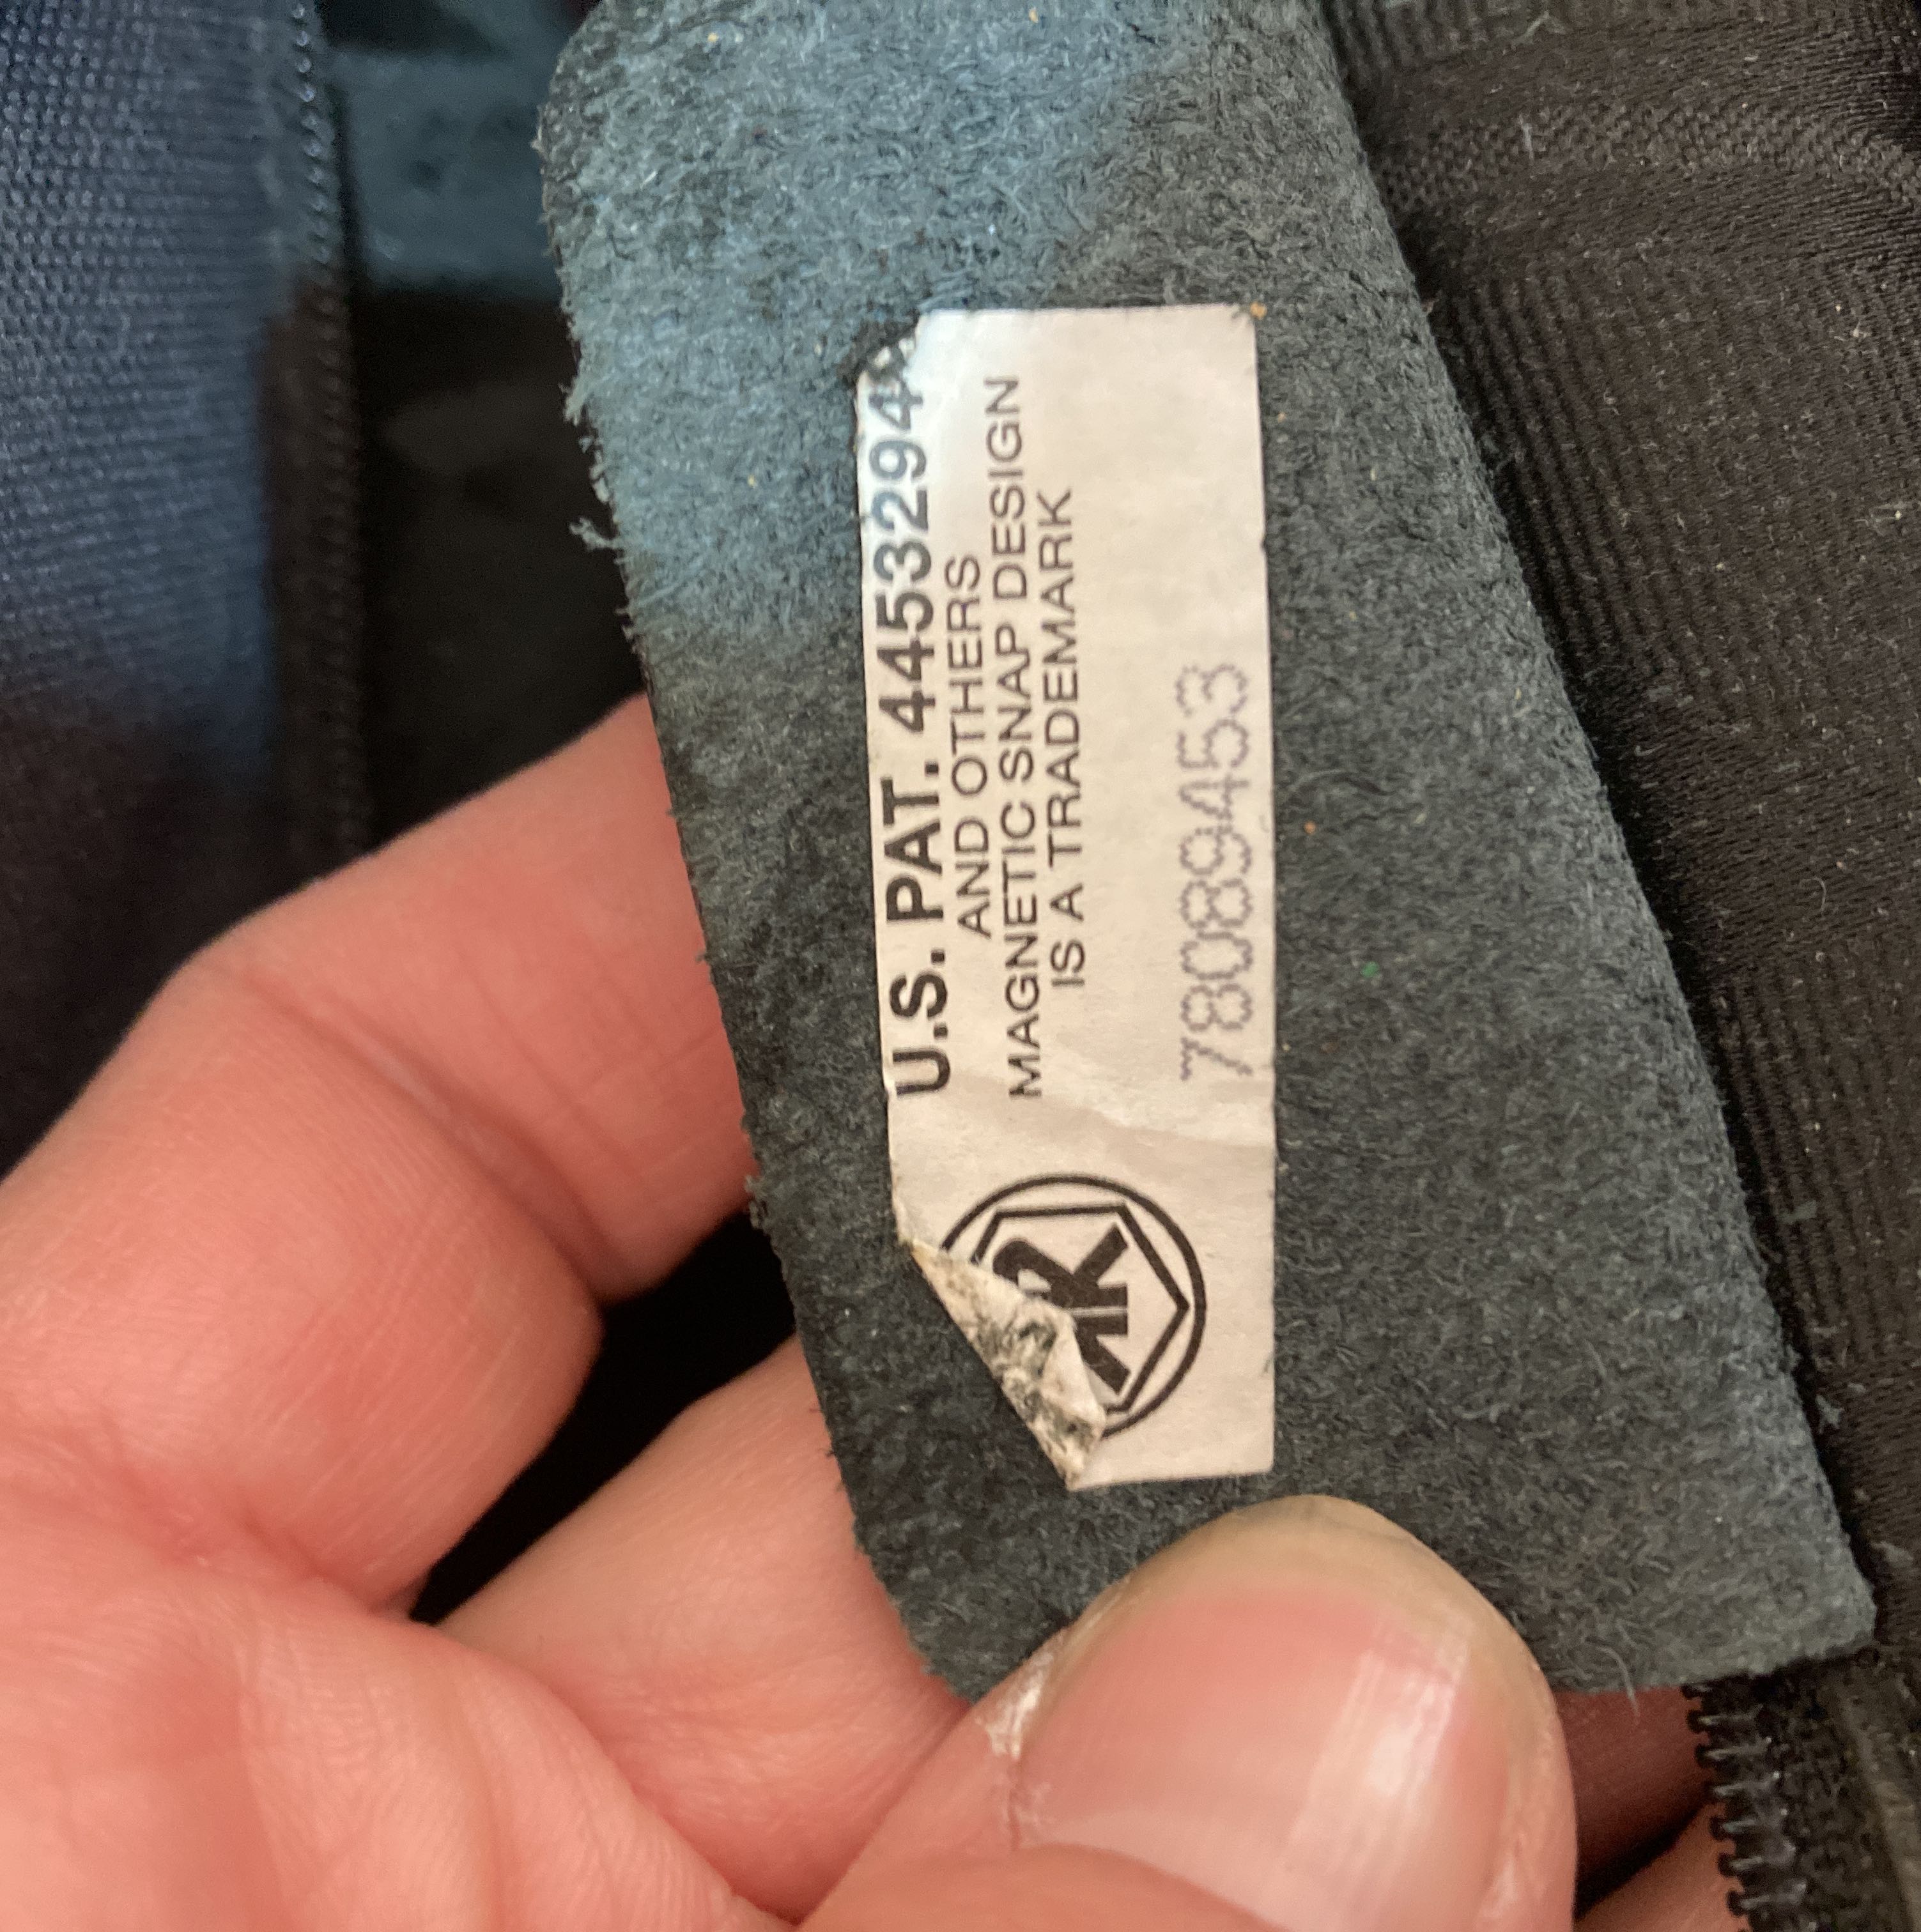 U.S. PAT. 4453294
AND OTHERS
MAGNETIC SNAP DESIGN
IS A TRADEMARK
78089453